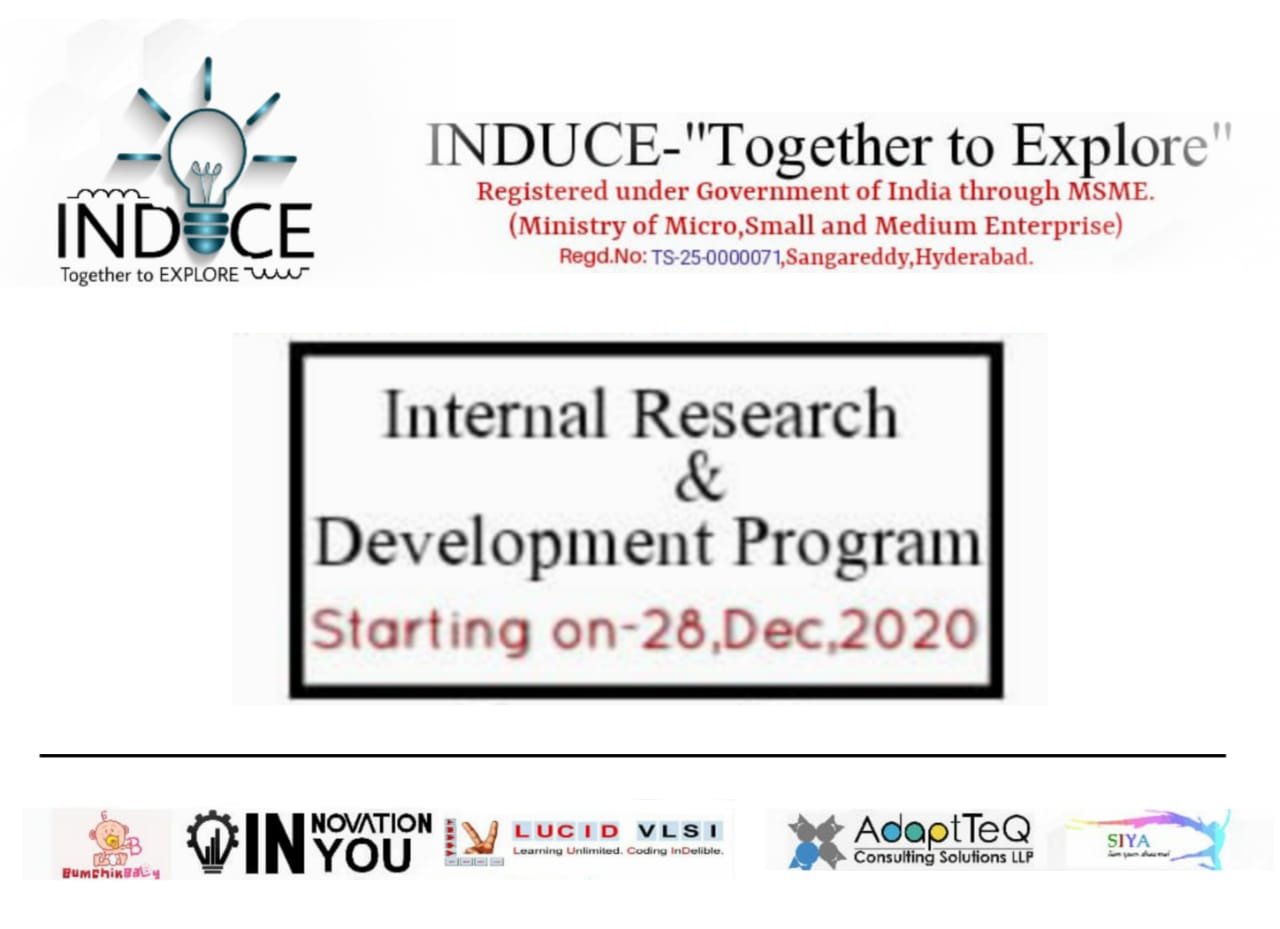 INDUCE
Together to EXPLORE
INDUCE-"Together to Explore"
Registered under Government of India through MSME.
(Ministry of Micro,Small and Medium Enterprise)
Regd.No: TS-25-0000071,Sangareddy,Hyderabad.
Internal Research
&
Development Program
Starting on-28,Dec,2020
BumchikBaby
INNOVATION
YOU
LUCID VLSI
Learning Unlimited. Coding InDelible.
AdaptTeQ
Consulting Solutions LLP
SIYA